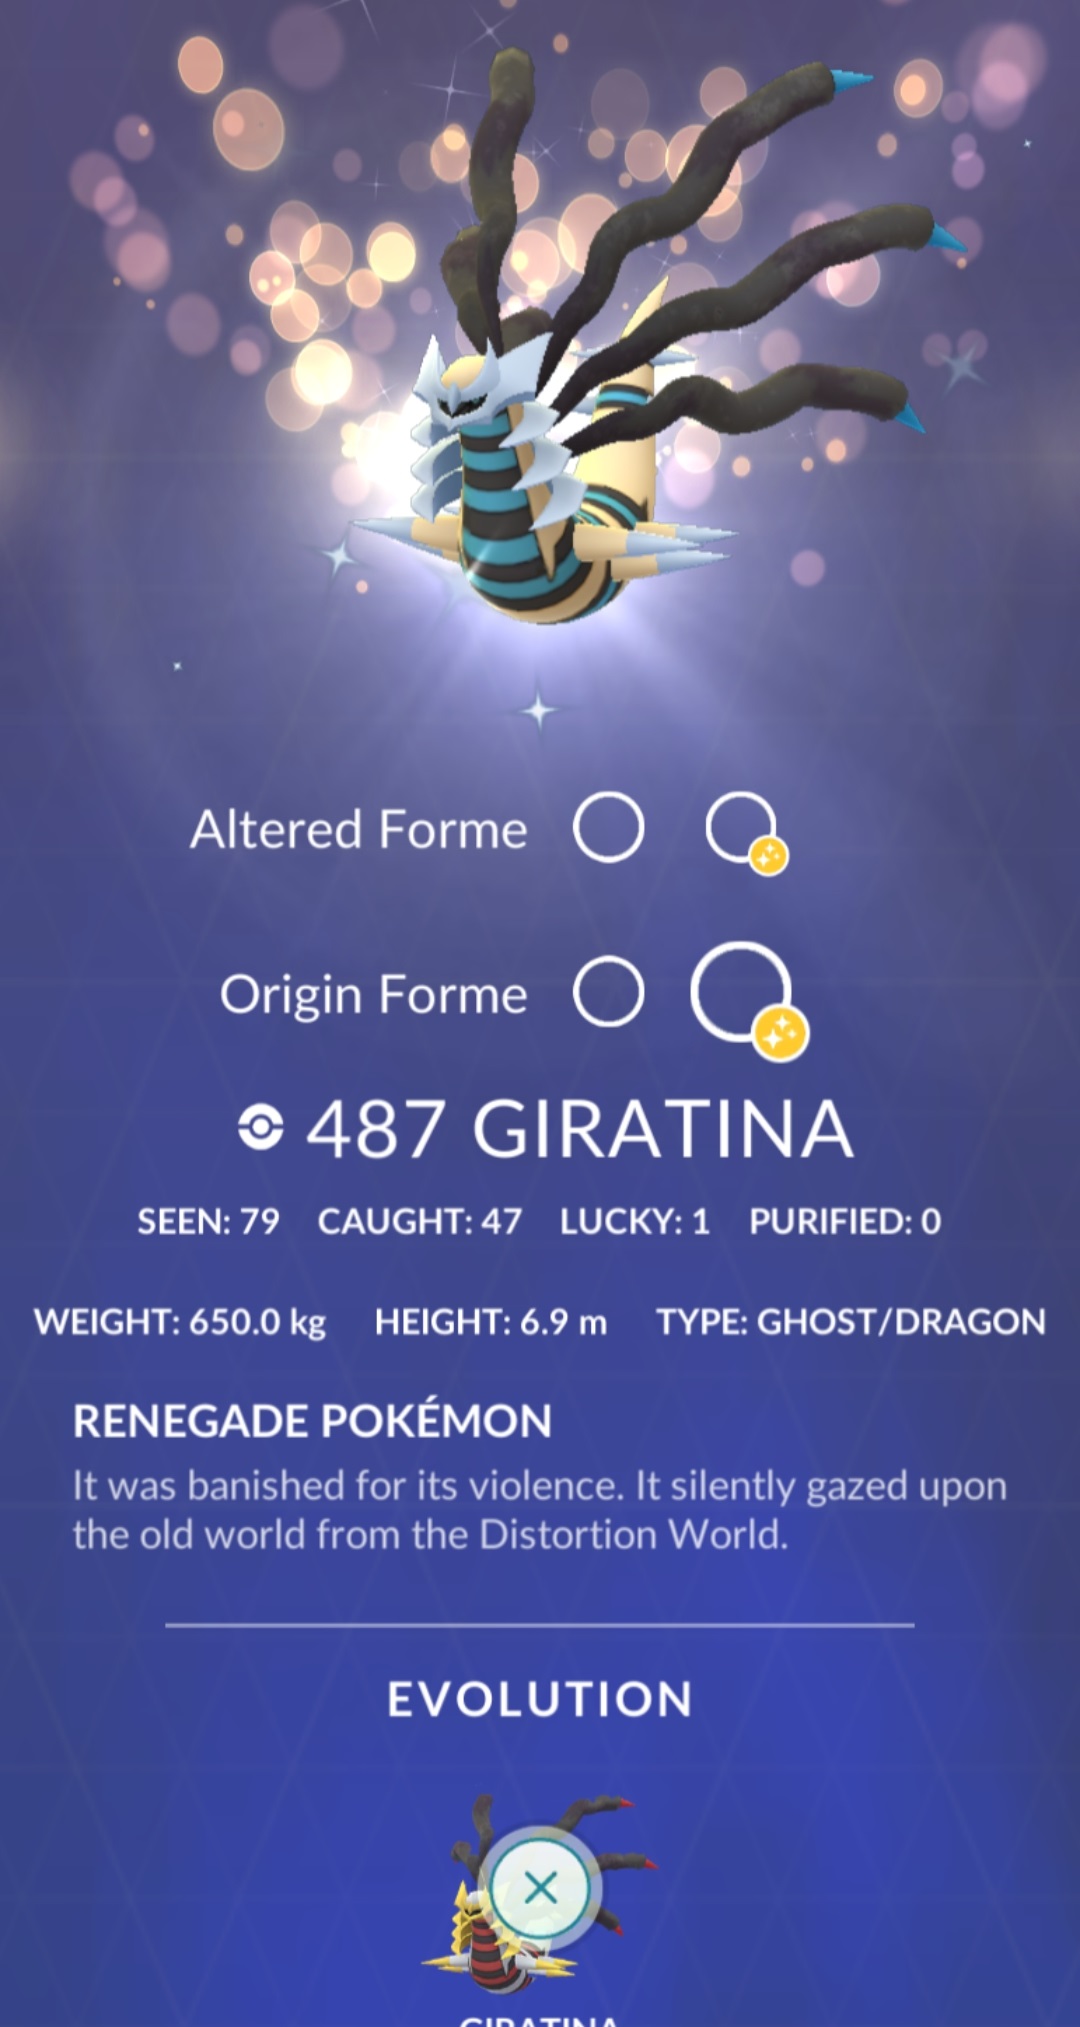 Altered Forme
Origin Forme
487 GIRATINA
SEEN: 79 CAUGHT: 47 LUCKY: 1 PURIFIED: 0
WEIGHT: 650.0 kg HEIGHT: 6.9 m TYPE: GHOST/DRAGON
RENEGADE POKÉMON
It was banished for its violence. It silently gazed upon
the old world from the Distortion World.
EVOLUTION
GIRATINA